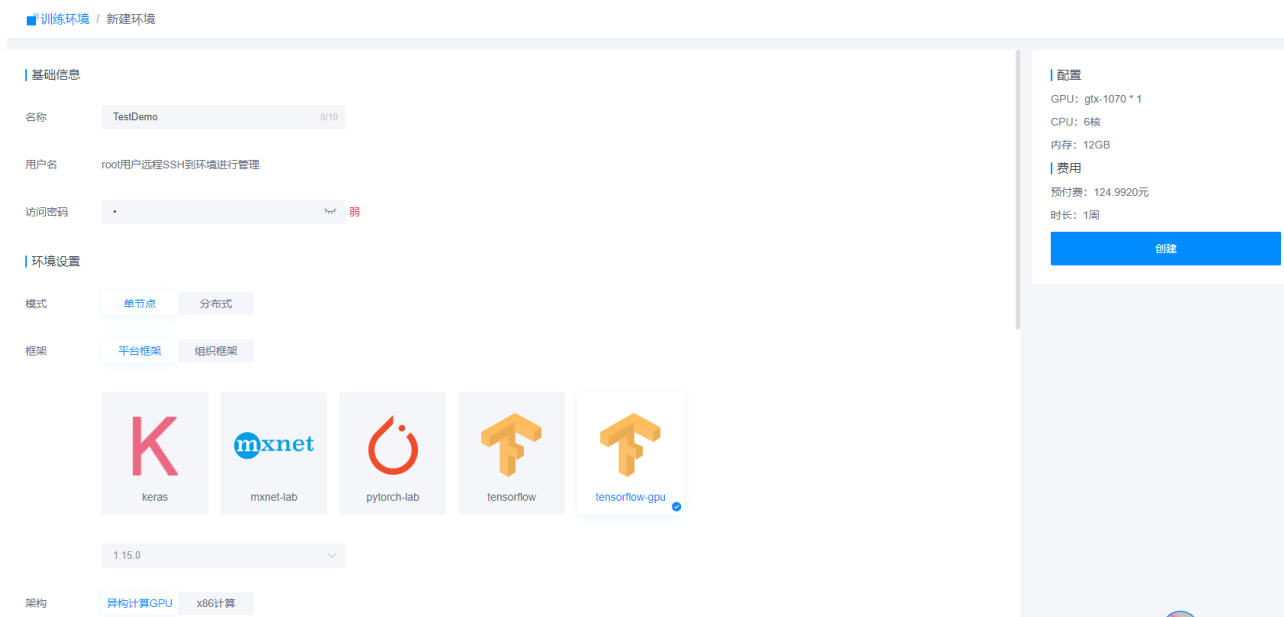 训练环境 / 新建环境
基础信息
名称 TestDemo 8/10
用户名 root用户远程SSH到环境进行管理
访问密码 • 弱
环境设置
模式 单节点 分布式
框架 平台框架 组织框架
K
mxnet
keras mxnet-lab pytorch-lab tensorflow tensorflow-gpu
1.15.0
架构 异构计算GPU x86计算
配置
GPU：gtx-1070 * 1
CPU：6核
内存：12GB
费用
预付费：124.9920元
时长：1周
创建